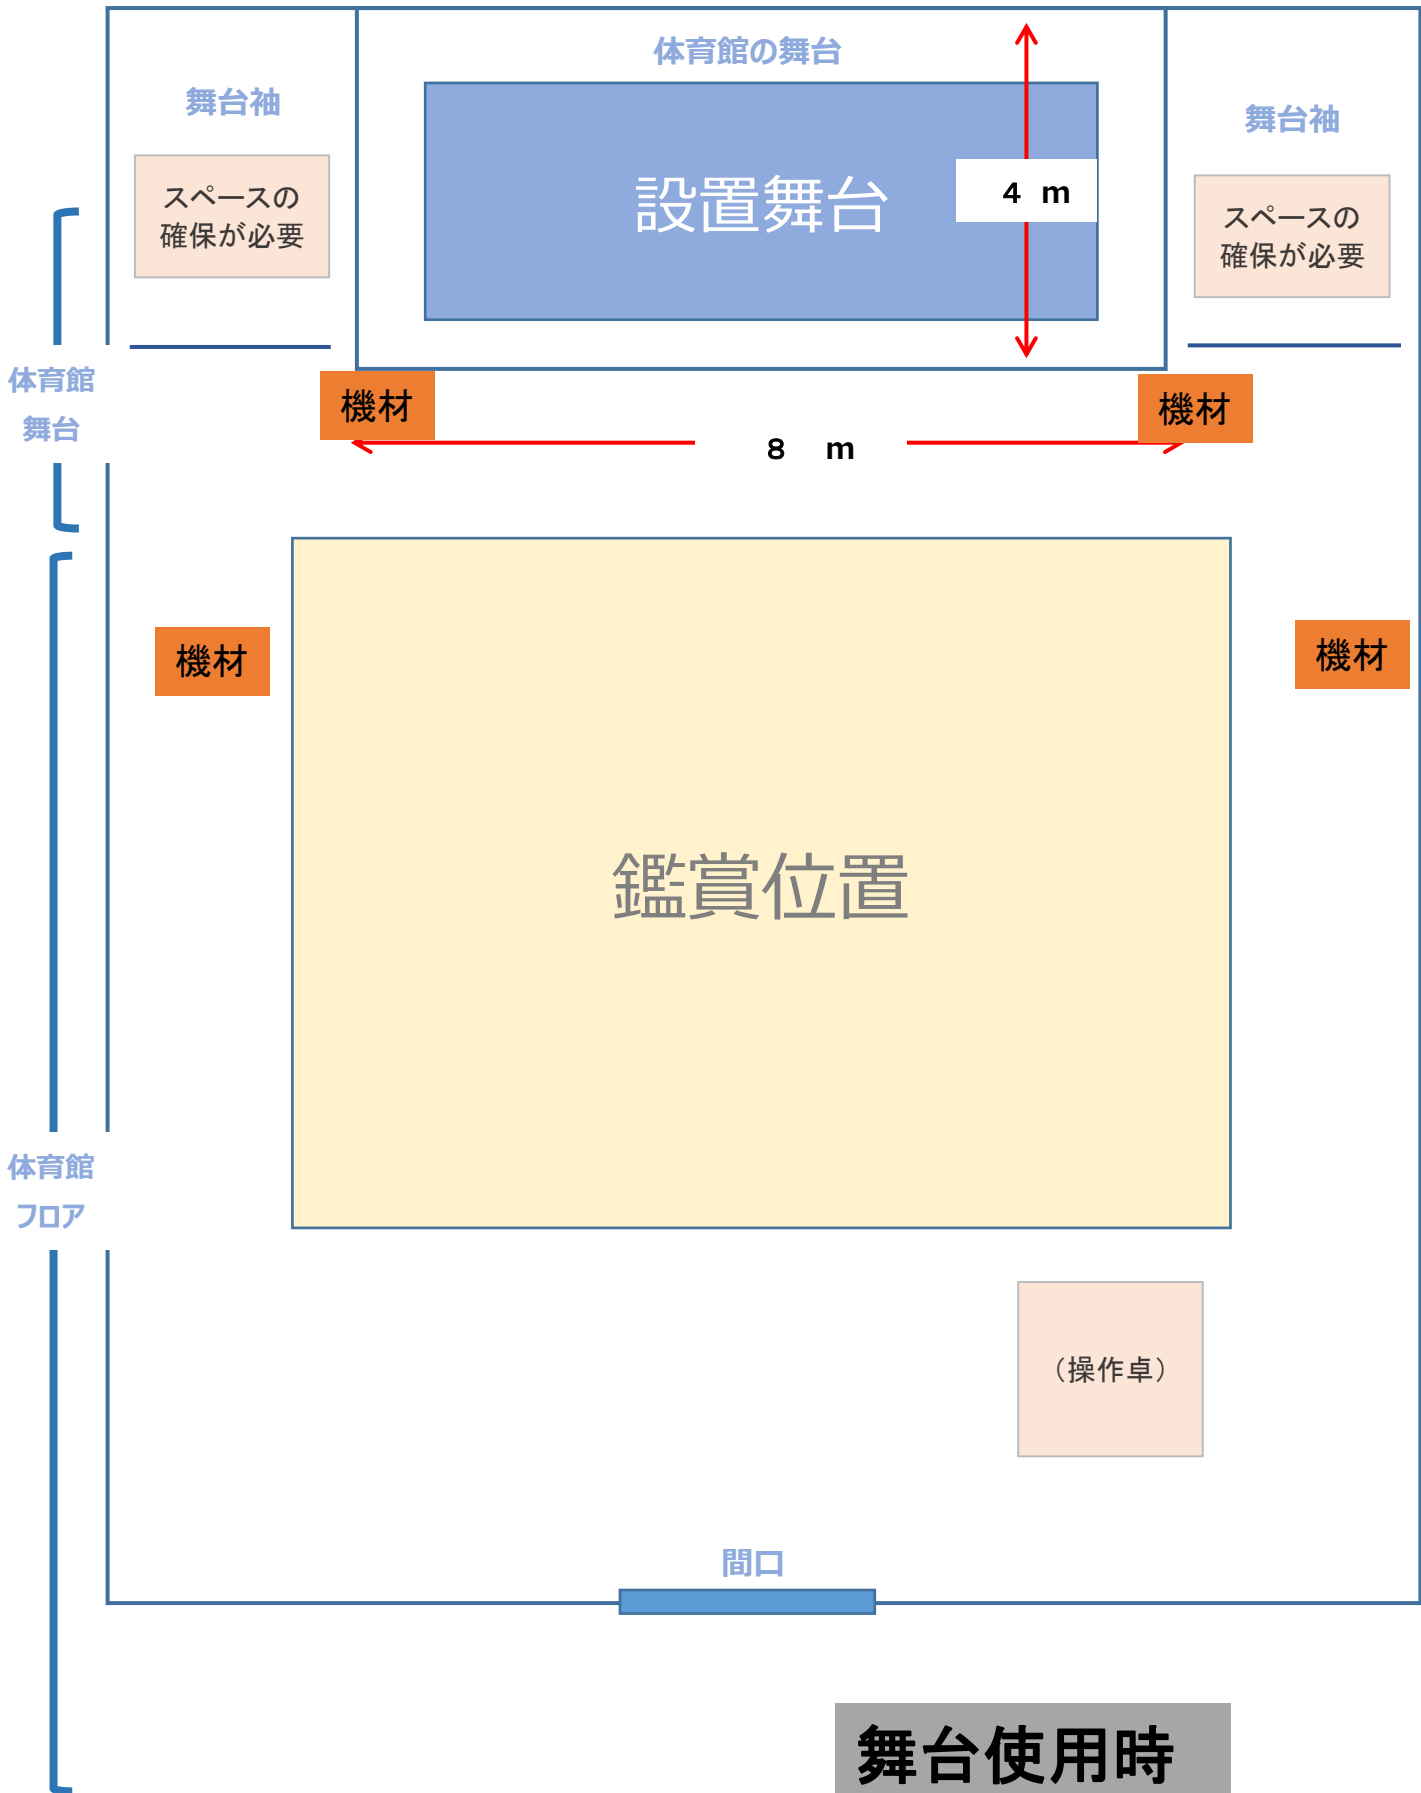 体育館の舞台
舞台袖
舞台袖
スペースの
確保が必要
設置舞台
４ ｍ
スペースの
確保が必要
体育館
舞台
機材
機材
８ ｍ
機材
機材
鑑賞位置
体育館
フロア
（操作卓）
間口
舞台使用時